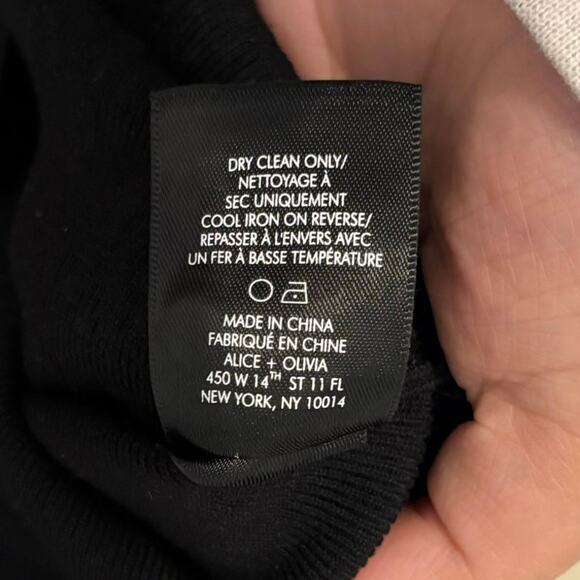 DRY CLEAN ONLY/
NETTOYAGE À
SEC UNIQUEMENT
COOL IRON ON REVERSE/
REPASSER À L'ENVERS AVEC
UN FER À BASSE TEMPÉRATURE
MADE IN CHINA
FABRIQUÉ EN CHINE
ALICE + OLIVIA
450 W 14TH ST 11 FL
NEW YORK, NY 10014